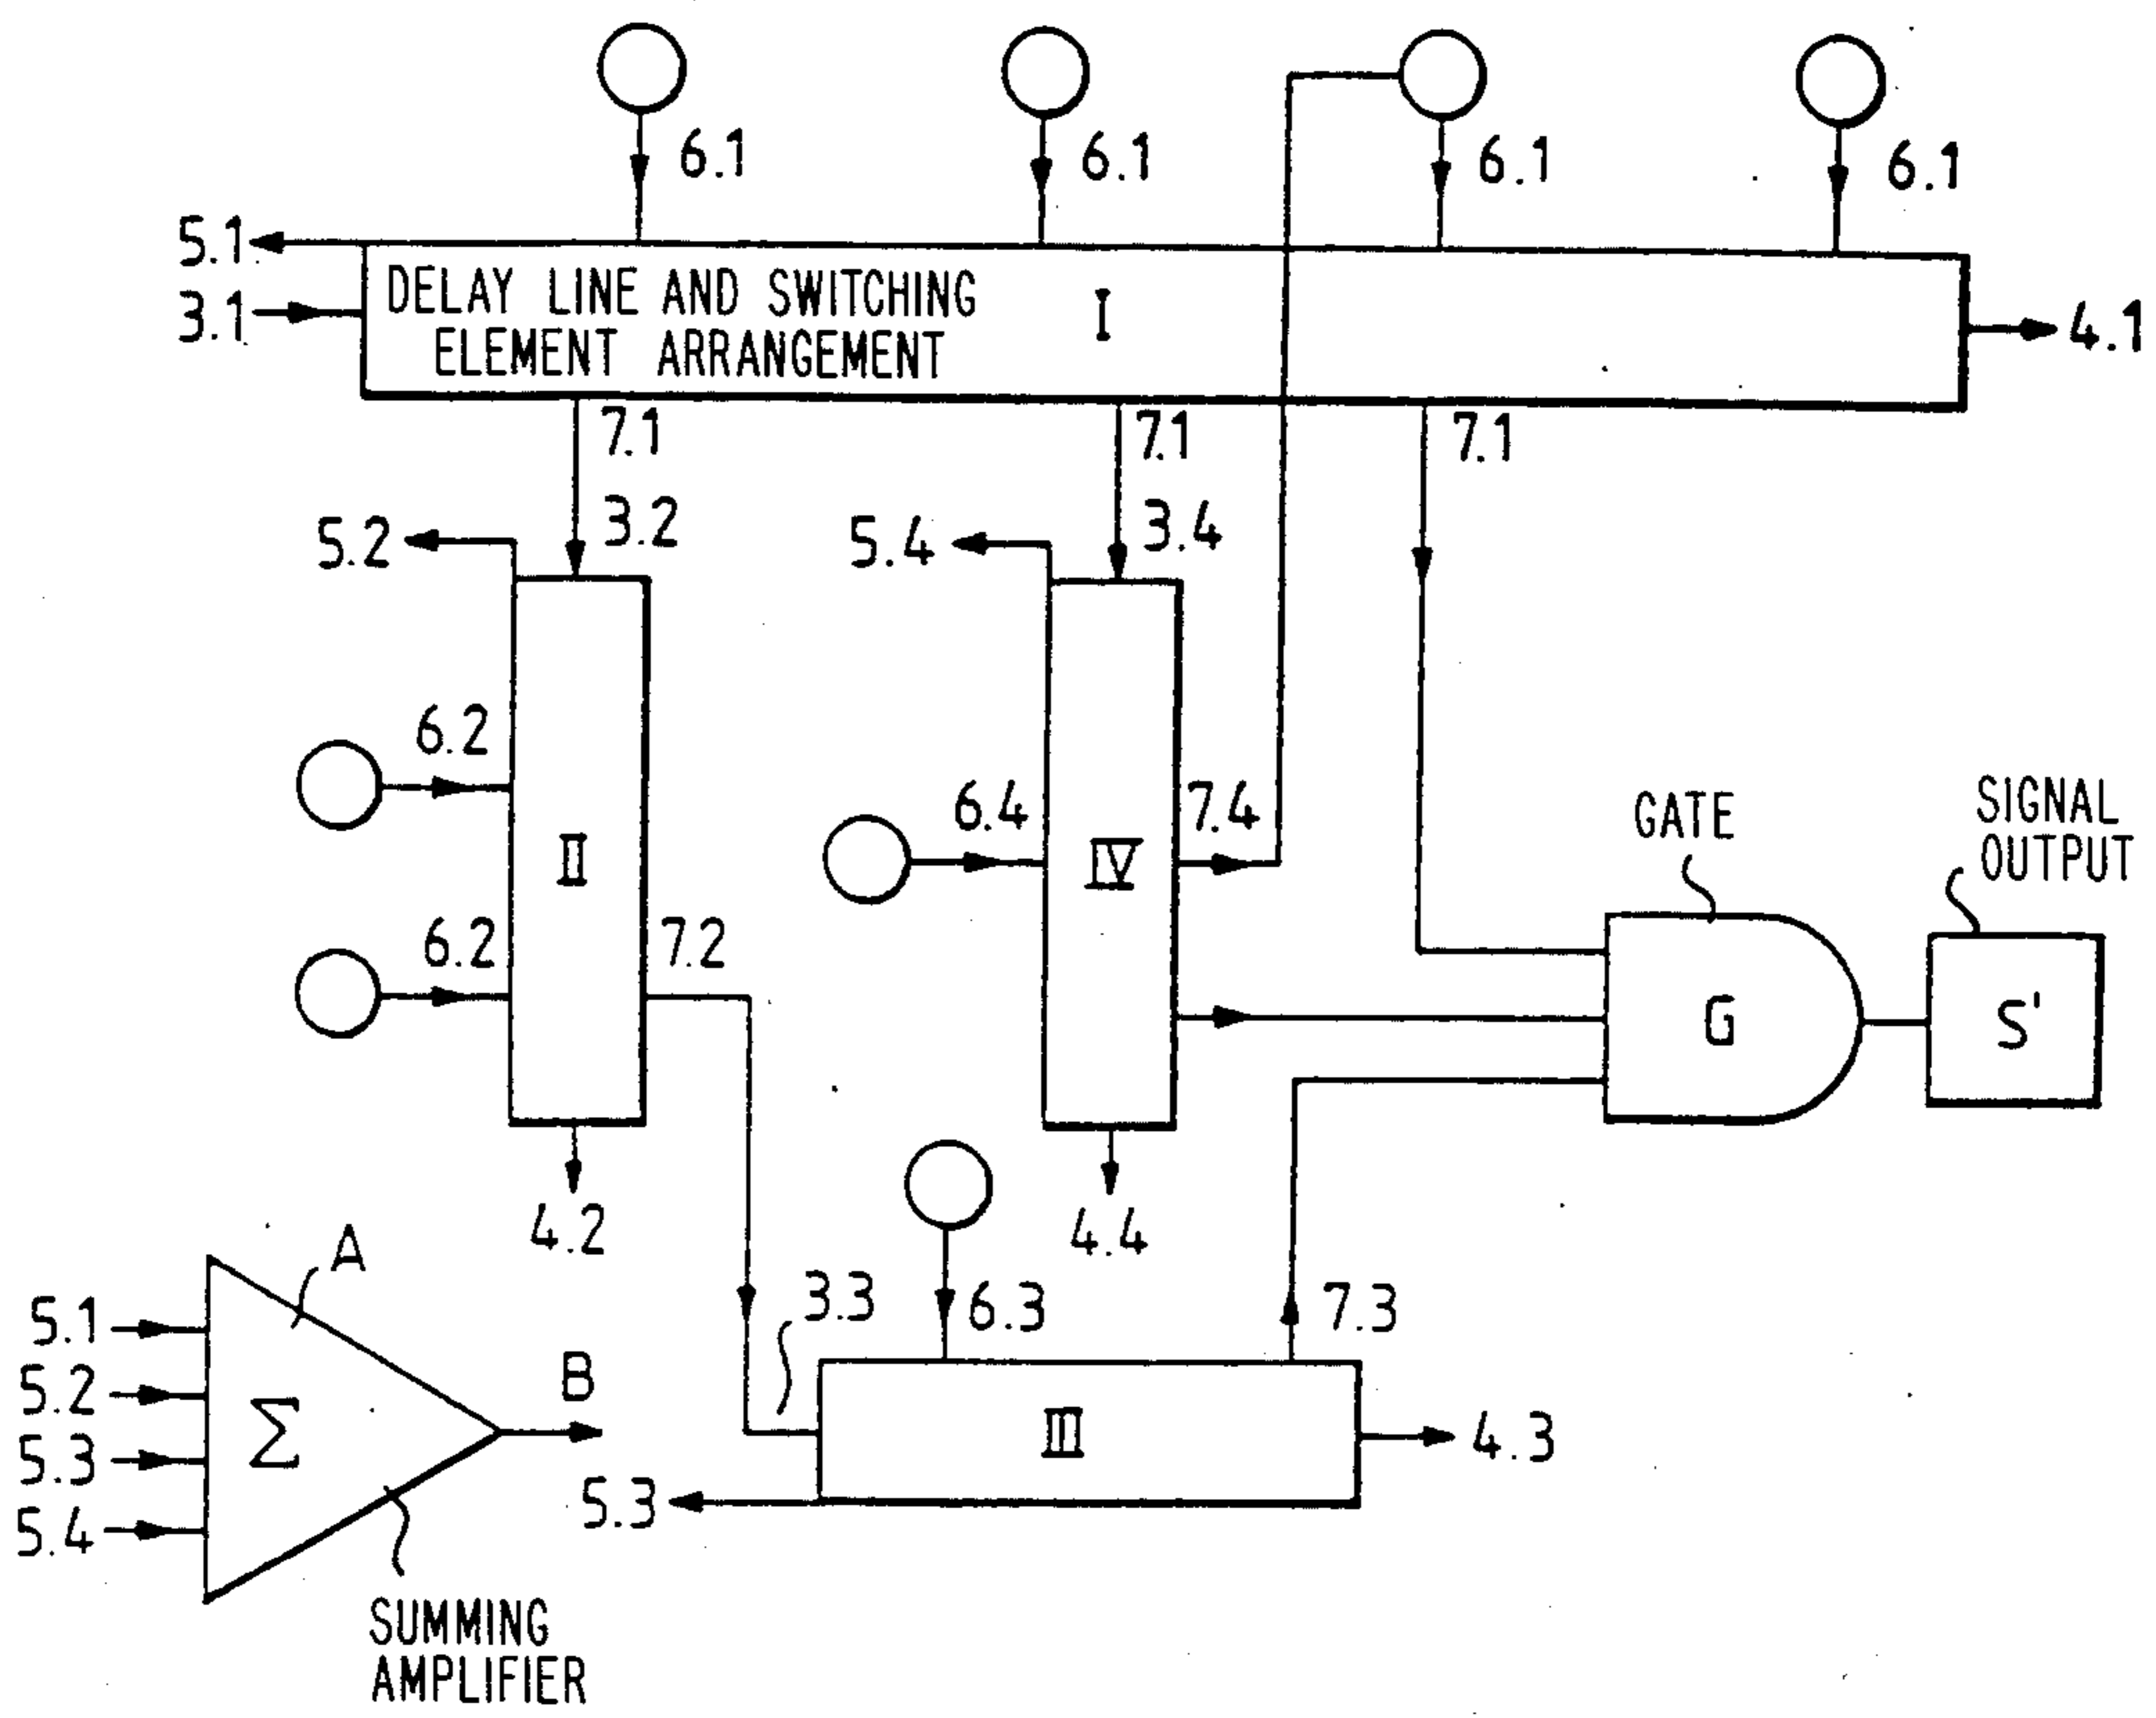 6.1
6.1
6.1
6.1
5.1
3.1
DELAY LINE AND SWITCHING
ELEMENT ARRANGEMENT
I
4.1
7.1
7.1
7.1
3.2
3.4
5.2
5.4
6.2
6.2
II
7.2
6.4
IV
7.4
GATE
SIGNAL
OUTPUT
G
S'
4.2
4.4
A
5.1
5.2
5.3
5.4
Σ
B
3.3
6.3
7.3
III
4.3
5.3
SUMMING
AMPLIFIER